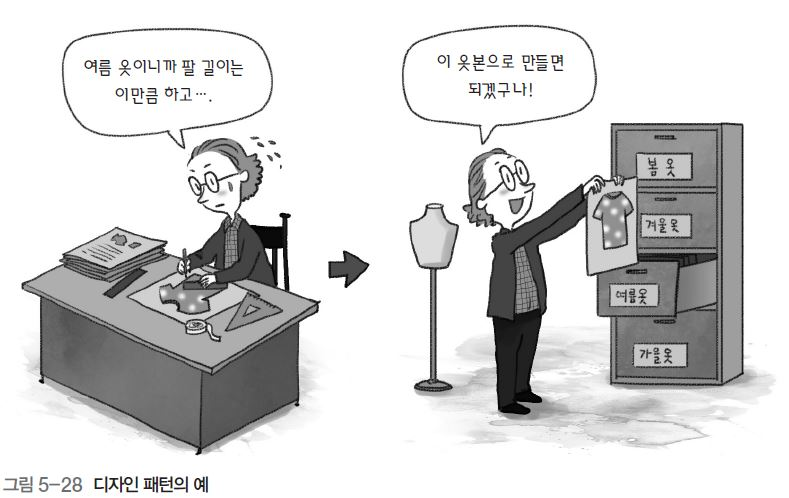 여름 옷이니까 팔 길이는
이만큼 하고….
이 옷본으로 만들면
되겠구나!
봄 옷
겨울옷
여름옷
가을옷
그림 5-28 디자인 패턴의 예